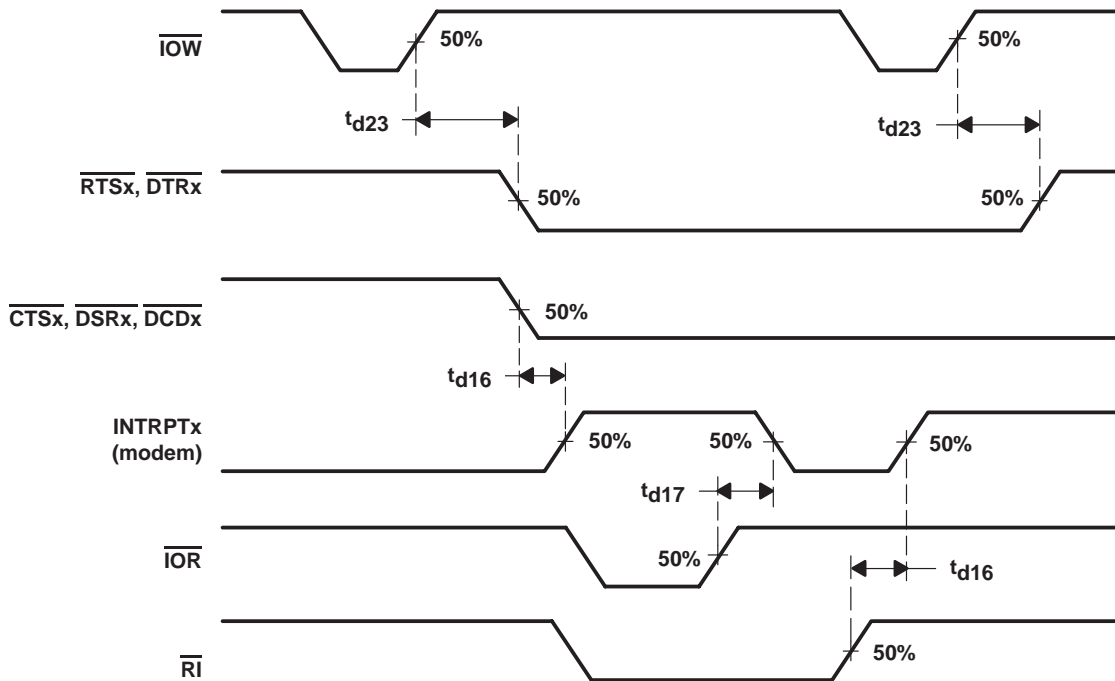 IOW
50%
50%
td23
td23
RTSx, DTRx
50%
50%
CTSx, DSRx, DCDx
50%
td16
INTRPTx
(modem)
50%
50%
50%
td17
IOR
50%
td16
RI
50%